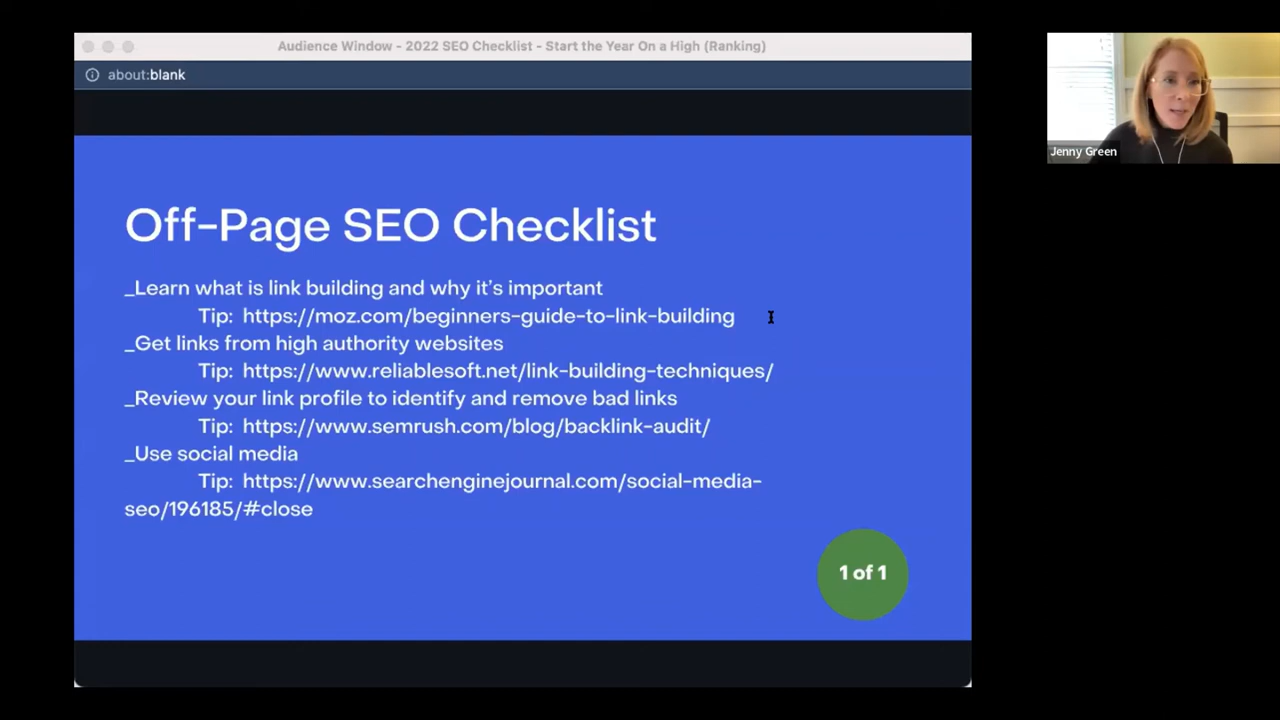 Audience Window - 2022 SEO Checklist - Start the Year On a High (Ranking)
about:blank
Jenny Green
Off-Page SEO Checklist
_Learn what is link building and why it's important
Tip: https://moz.com/beginners-guide-to-link-building
_Get links from high authority websites
Tip: https://www.reliablesoft.net/link-building-techniques/
_Review your link profile to identify and remove bad links
Tip: https://www.semrush.com/blog/backlink-audit/
_Use social media
Tip: https://www.searchenginejournal.com/social-media-
seo/196185/#close
1 of 1